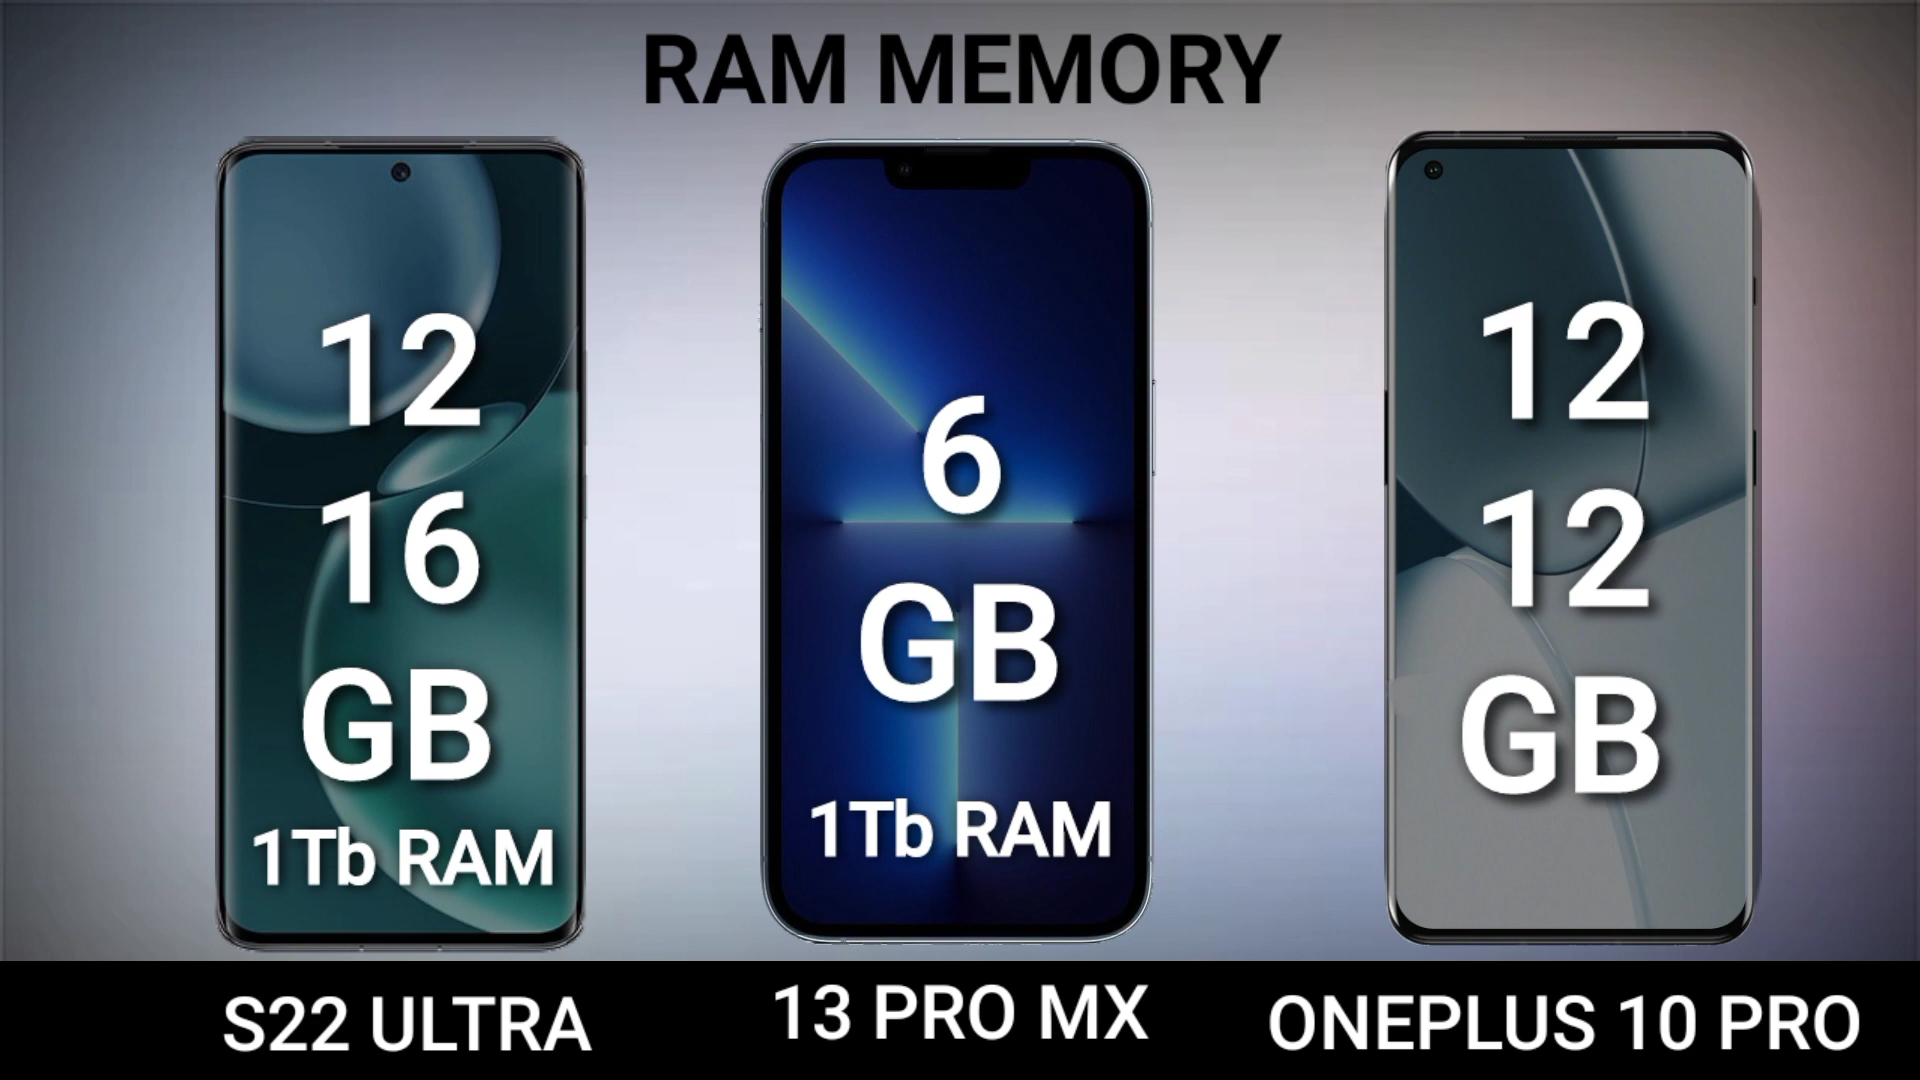 RAM MEMORY
12
16
GB
1Tb RAM
6
GB
1Tb RAM
12
12
GB
S22 ULTRA
13 PRO MX
ONEPLUS 10 PRO